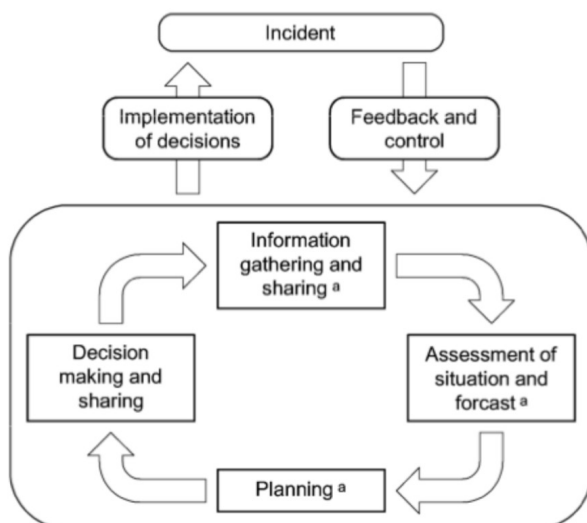 Incident
Implementation
of decisions
Feedback and
control
Information
gathering and
sharing a
Decision
making and
sharing
Assessment of
situation and
forcast a
Planning a